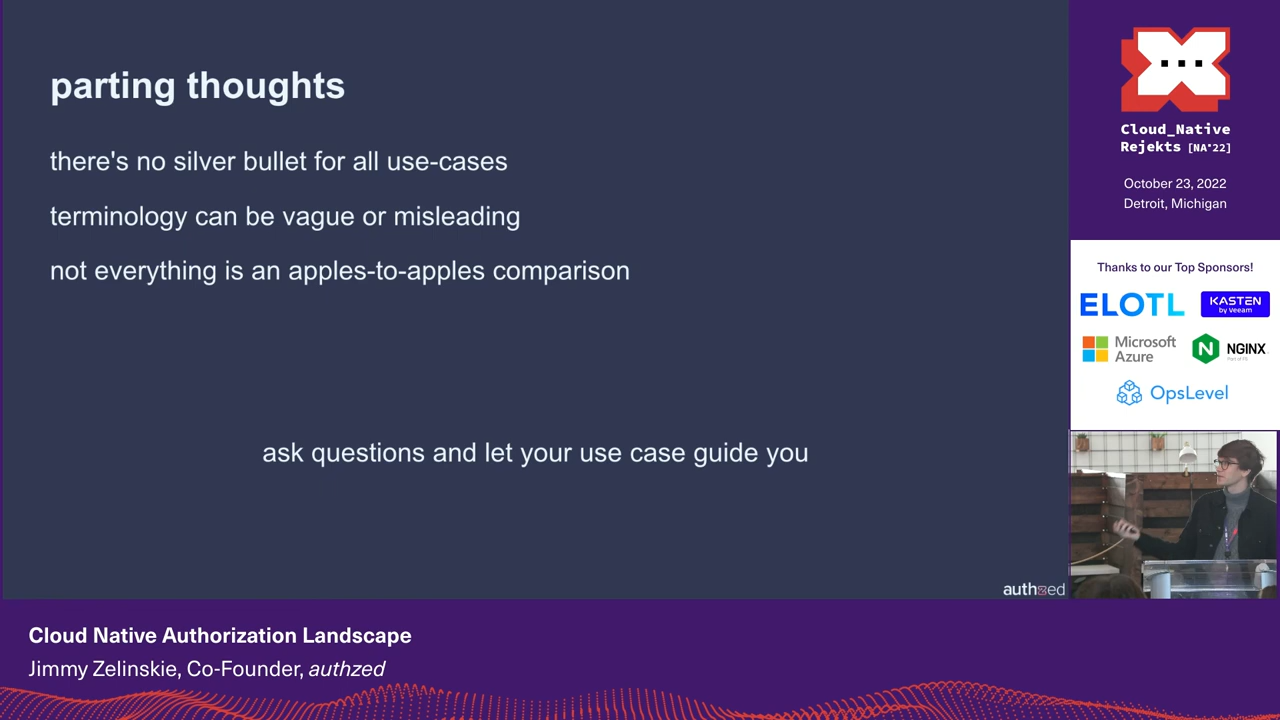 parting thoughts
there's no silver bullet for all use-cases
terminology can be vague or misleading
not everything is an apples-to-apples comparison
ask questions and let your use case guide you
authzed
Cloud_Native
Rejekts [NA'22]
October 23, 2022
Detroit, Michigan
Thanks to our Top Sponsors!
ELOTL
KASTEN
by Veeam
Microsoft
Azure
N
NGINX
OpsLevel
Cloud Native Authorization Landscape
Jimmy Zelinskie, Co-Founder, authzed